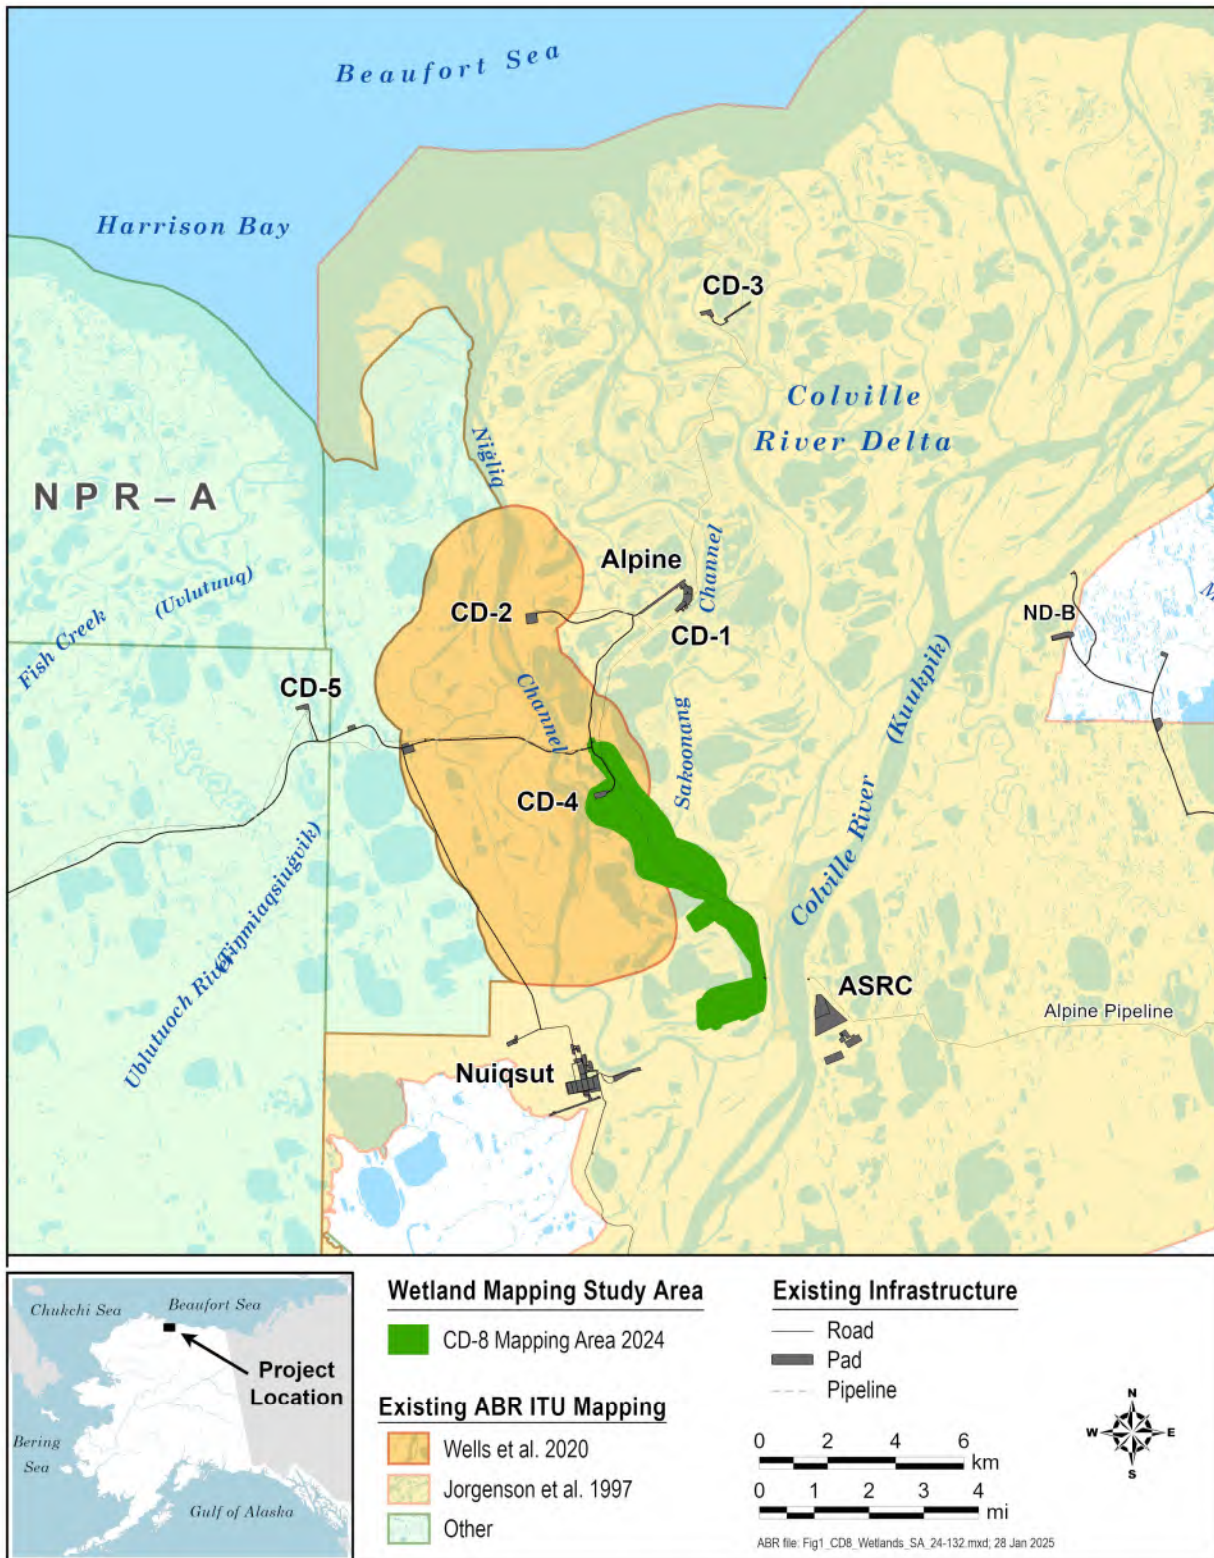 Beaufort Sea
Harrison Bay
CD-3
Colville
River Delta
Nigliq
NPR-A
Channel
Alpine
(Uvlutuuq)
Fish Creek
CD-2
CD-1
ND-B
CD-5
Channel
Sakoonang
(Kuukpik)
Colville River
CD-4
(Tiŋmiaqsiuġvik)
Ublutuoch River
ASRC
Alpine Pipeline
Nuiqsut
Chukchi Sea
Beaufort Sea
Project
Location
Bering
Sea
Gulf of Alaska
Wetland Mapping Study Area
CD-8 Mapping Area 2024
Existing ABR ITU Mapping
Wells et al. 2020
Jorgenson et al. 1997
Other
Existing Infrastructure
Road
Pad
Pipeline
N
W E
S
0 2 4 6
km
0 1 2 3 4
mi
ABR file: Fig1_CD8_Wetlands_SA_24-132.mxd; 28 Jan 2025